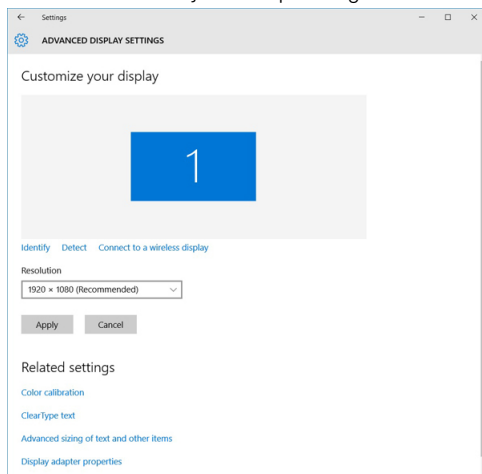 Settings
ADVANCED DISPLAY SETTINGS
Customize your display
1
Identify Detect Connect to a wireless display
Resolution
1920 × 1080 (Recommended)
Apply Cancel
Related settings
Color calibration
ClearType text
Advanced sizing of text and other items
Display adapter properties